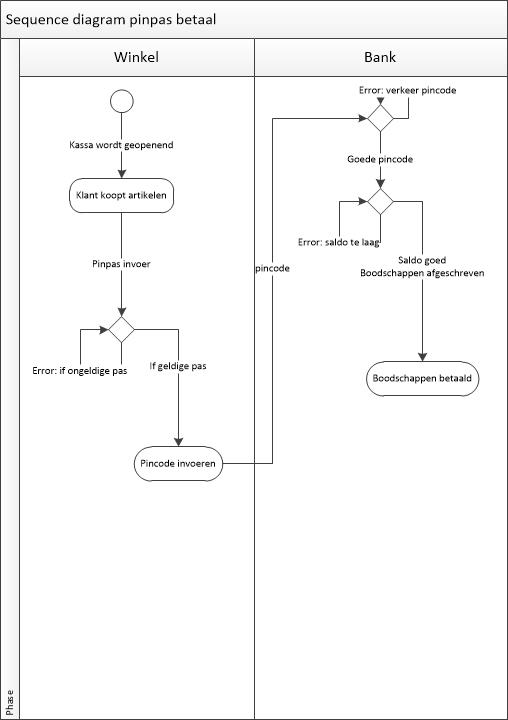 Sequence diagram pinpas betaal
Winkel
Bank
Kassa wordt geopenend
Klant koopt artikelen
Pinpas invoer
Error: if ongeldige pas
If geldige pas
Pincode invoeren
pincode
Error: verkeer pincode
Goede pincode
Error: saldo te laag
Saldo goed
Boodschappen afgeschreven
Boodschappen betaald
Phase